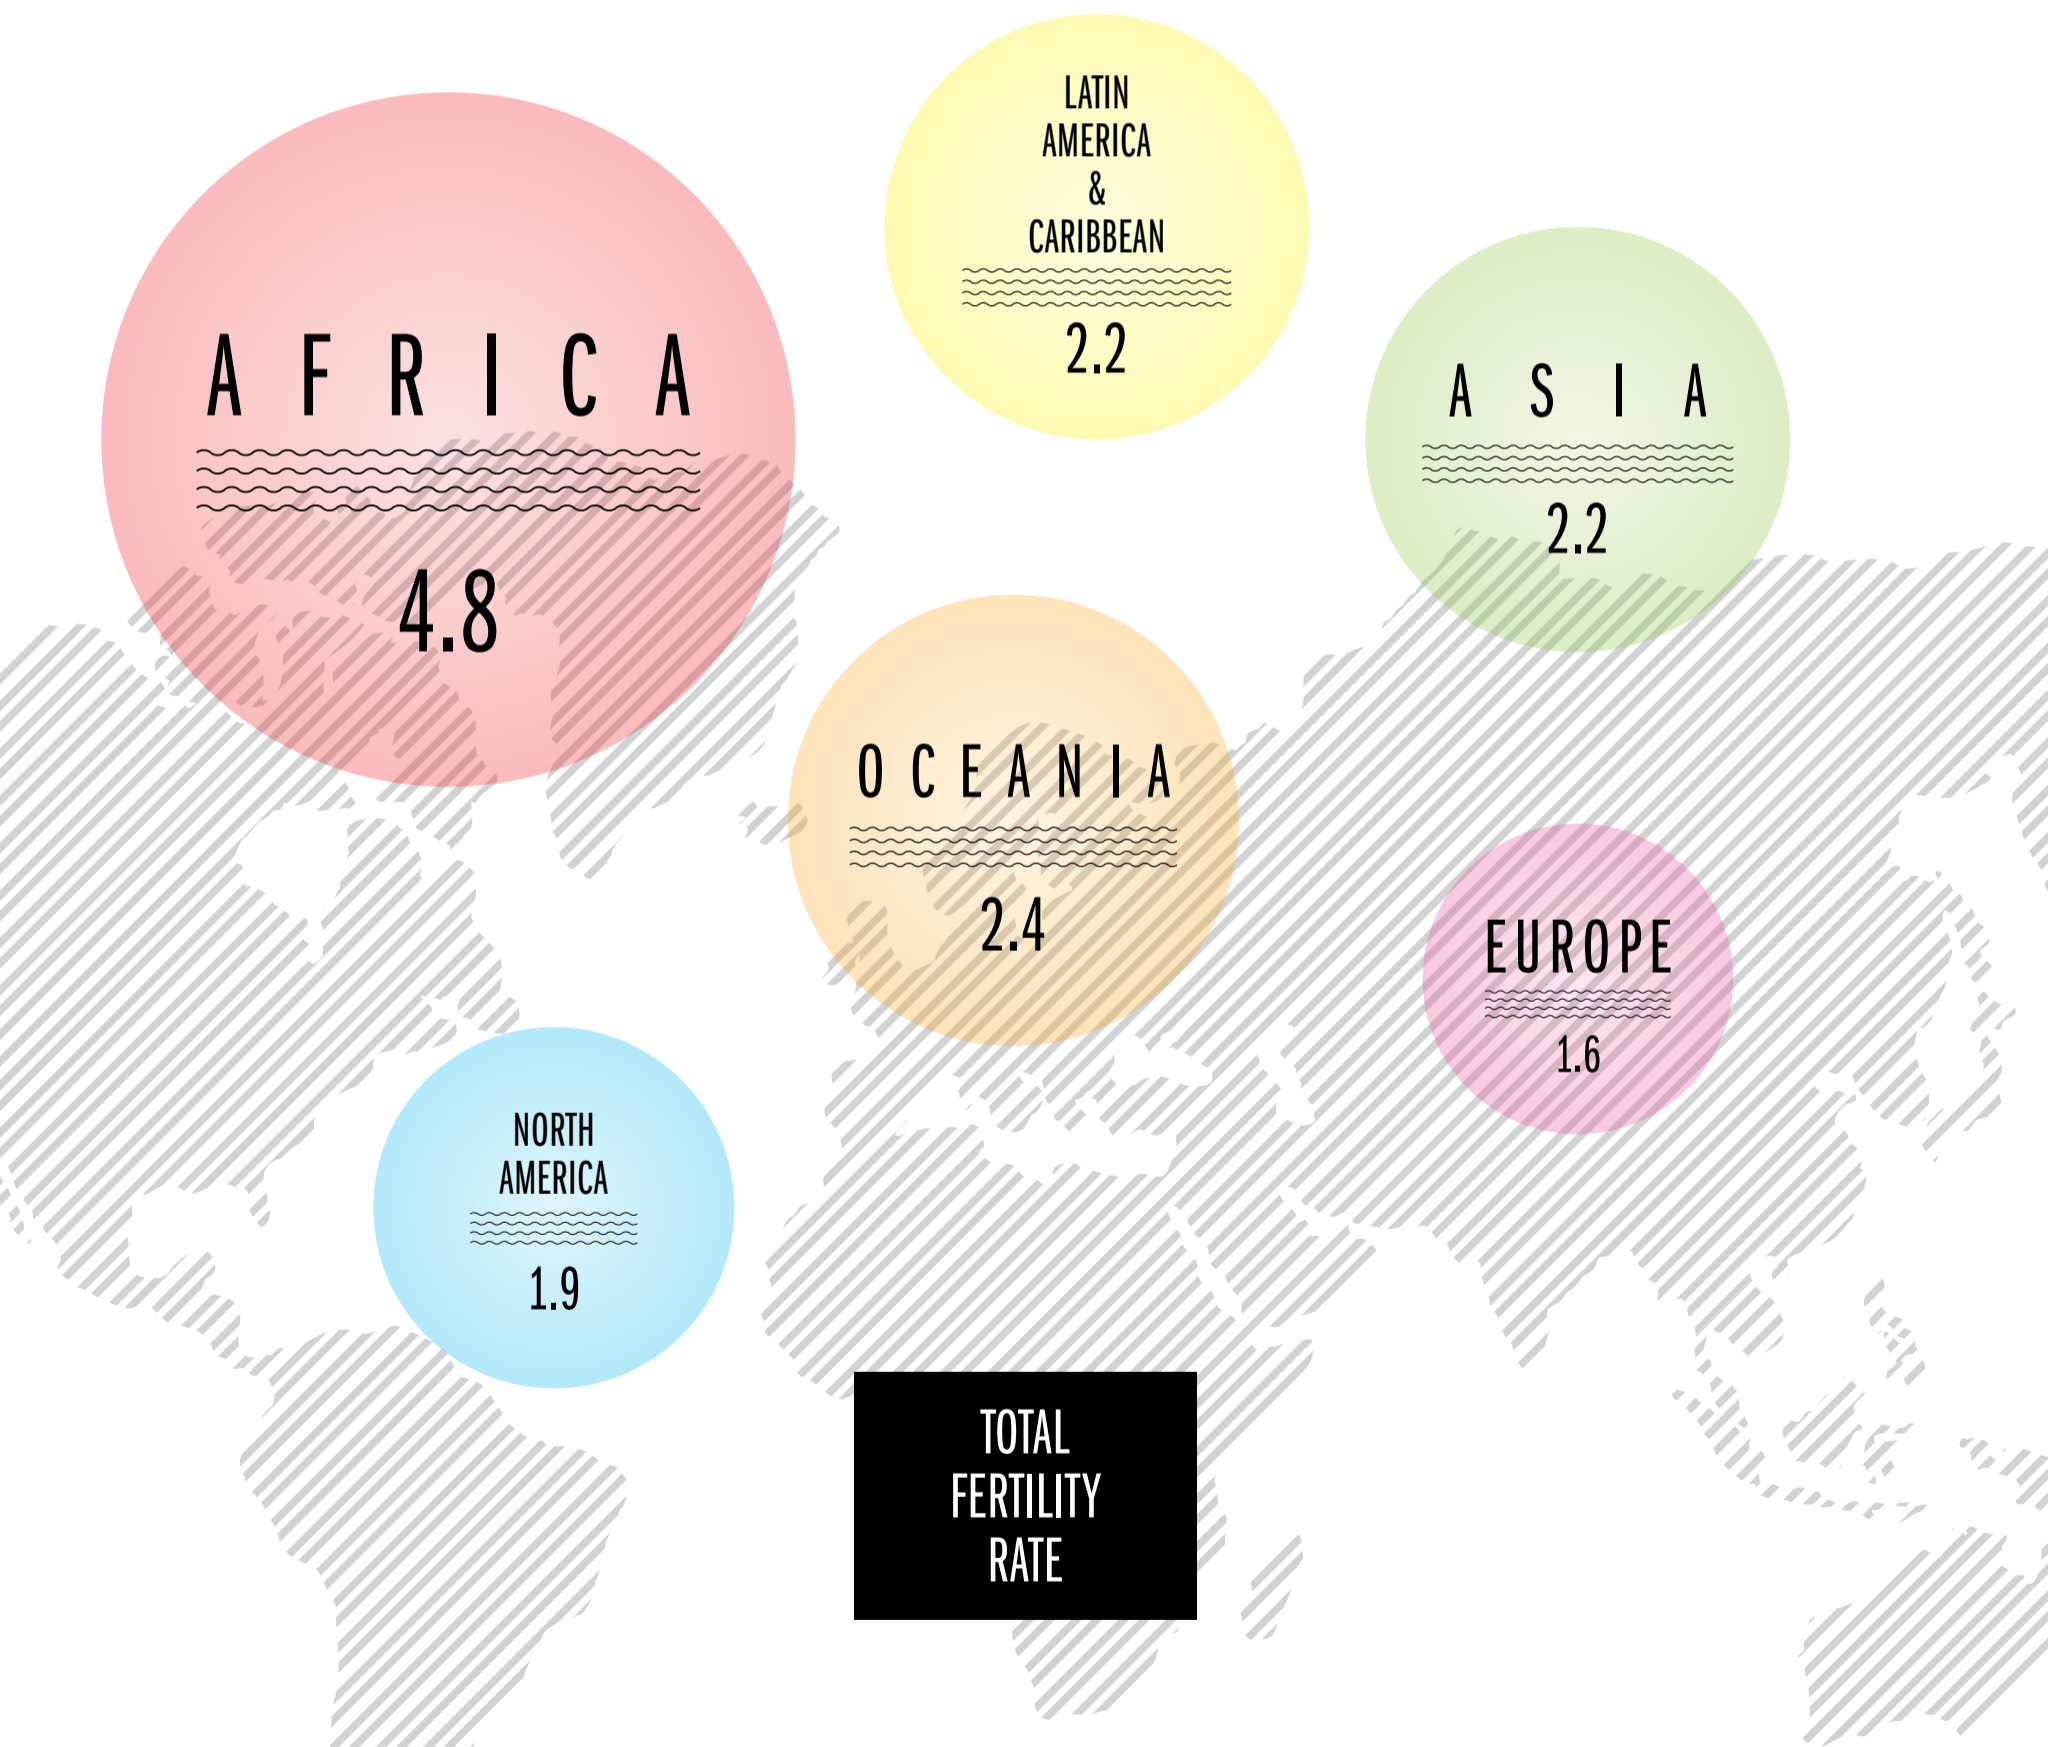 LATIN
AMERICA
&
CARIBBEAN
2.2
AFRICA
4.8
ASIA
2.2
OCEANIA
2.4
EUROPE
1.6
NORTH
AMERICA
1.9
TOTAL
FERTILITY
RATE